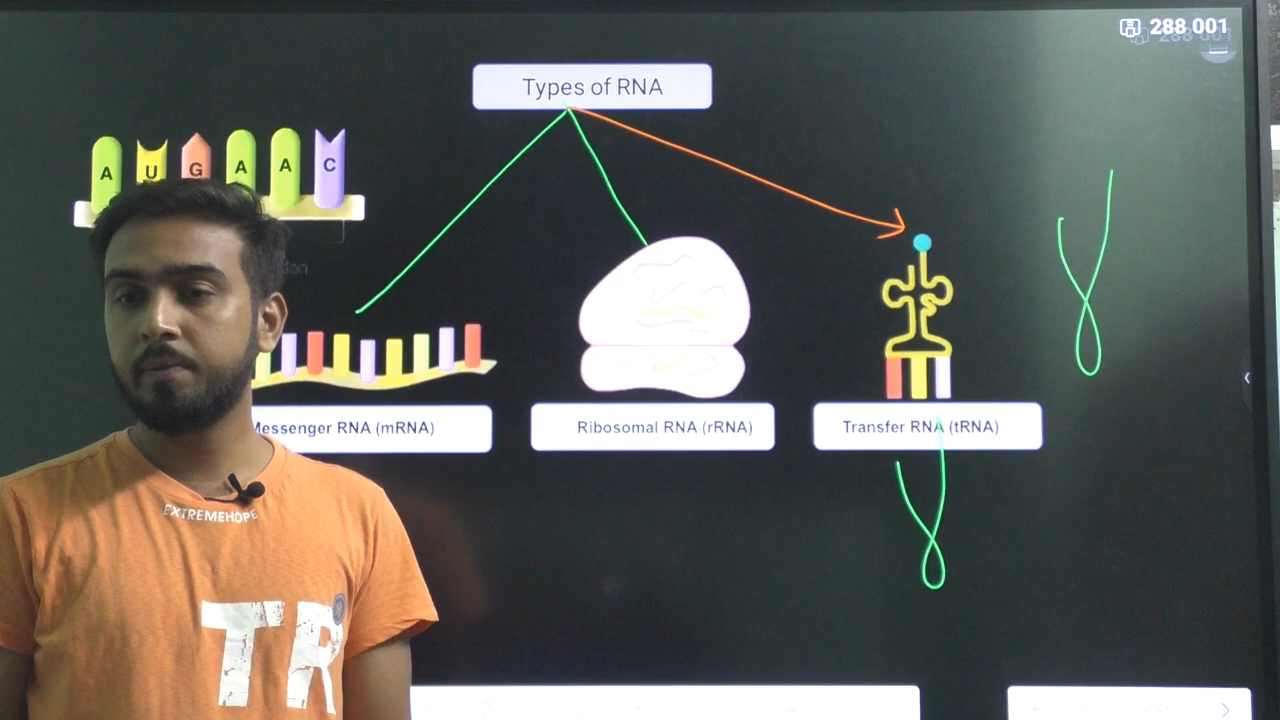 288 001
Types of RNA
A U G A A C
Messenger RNA (mRNA)
Ribosomal RNA (rRNA)
Transfer RNA (tRNA)
EXTREMEHOPE
TR